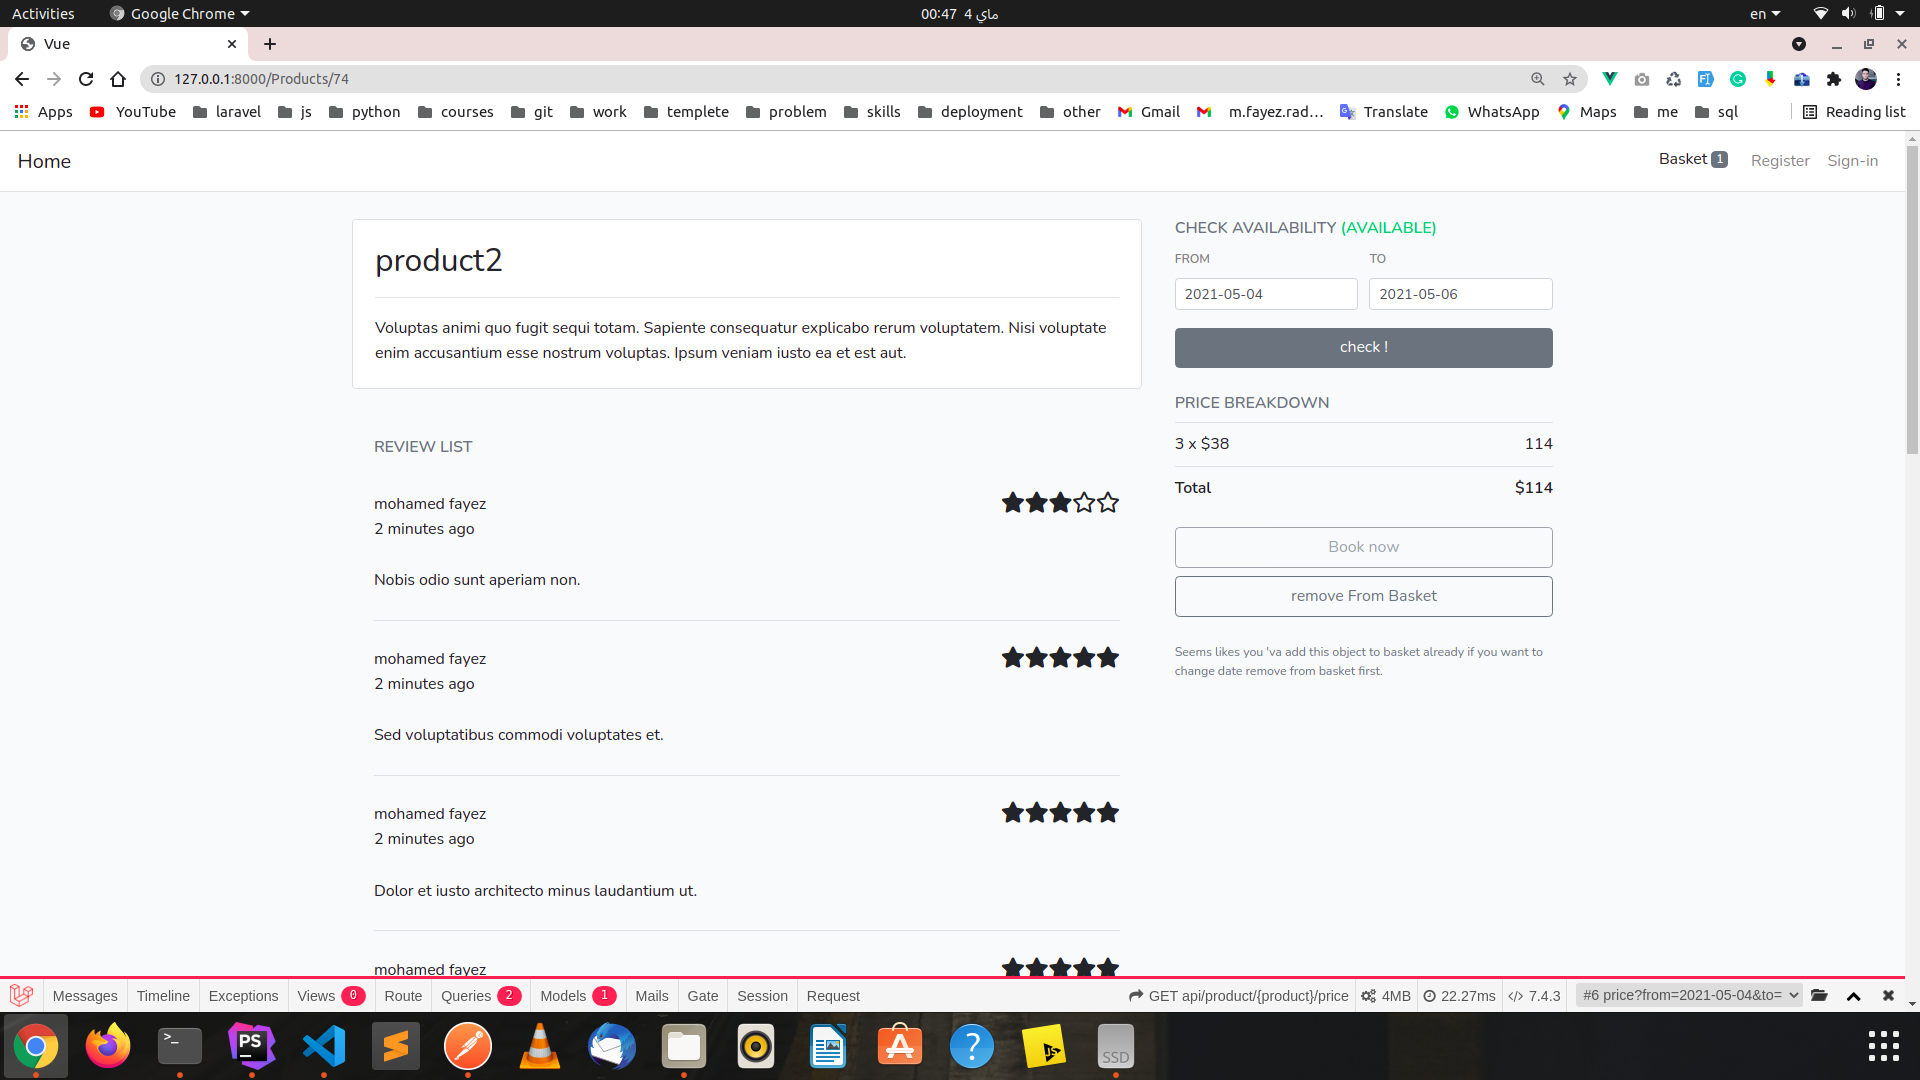 Activities
Google Chrome
00:47 ماي 4
en
Vue
127.0.0.1:8000/Products/74
Apps
YouTube
laravel
js
python
courses
git
work
templete
problem
skills
deployment
other
Gmail
m.fayez.rad...
Translate
WhatsApp
Maps
me
sql
Reading list
Home
Basket 1
Register
Sign-in
product2
Voluptas animi quo fugit sequi totam. Sapiente consequatur explicabo rerum voluptatem. Nisi voluptate
enim accusantium esse nostrum voluptas. Ipsum veniam iusto ea et est aut.
REVIEW LIST
mohamed fayez
2 minutes ago
Nobis odio sunt aperiam non.
mohamed fayez
2 minutes ago
Sed voluptatibus commodi voluptates et.
mohamed fayez
2 minutes ago
Dolor et iusto architecto minus laudantium ut.
mohamed fayez
CHECK AVAILABILITY (AVAILABLE)
FROM
TO
2021-05-04
2021-05-06
check !
PRICE BREAKDOWN
3 x $38
114
Total
$114
Book now
remove From Basket
Seems likes you 'va add this object to basket already if you want to
change date remove from basket first.
Messages
Timeline
Exceptions
Views 0
Route
Queries 2
Models 1
Mails
Gate
Session
Request
GET api/product/{product}/price
4MB
22.27ms
7.4.3
#6 price?from=2021-05-04&to=
>_
PS
JS
SSD